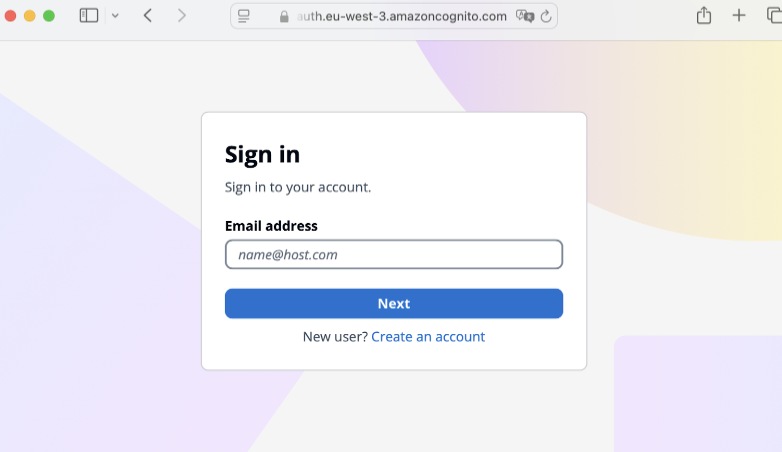 auth.eu-west-3.amazoncognito.com
Sign in
Sign in to your account.
Email address
name@host.com
Next
New user? Create an account